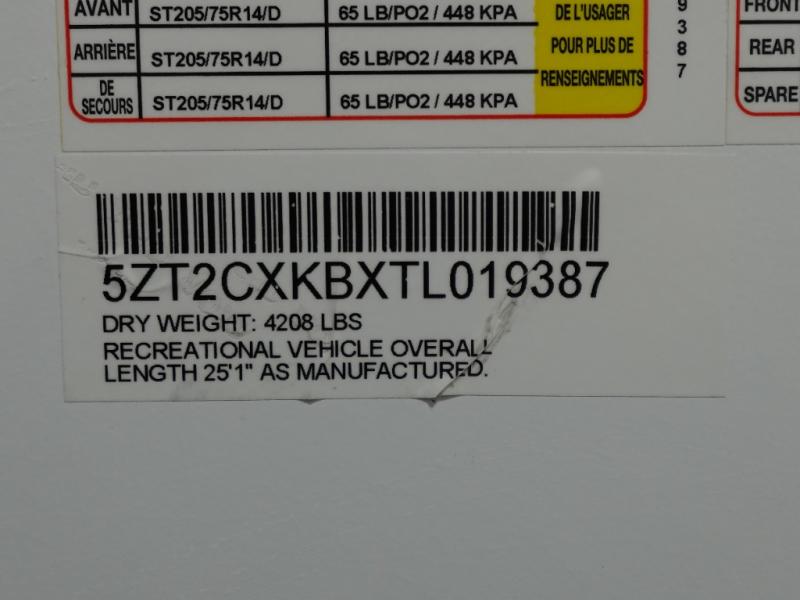 AVANT ST205/75R14/D 65 LB/PO2 / 448 KPA
ARRIÈRE ST205/75R14/D 65 LB/PO2 / 448 KPA
DE SECOURS ST205/75R14/D 65 LB/PO2 / 448 KPA
DE L'USAGER
POUR PLUS DE
RENSEIGNEMENTS
9
3
8
7
FRONT
REAR
SPARE
5ZT2CXKBXTL019387
DRY WEIGHT: 4208 LBS
RECREATIONAL VEHICLE OVERALL
LENGTH 25'1" AS MANUFACTURED.